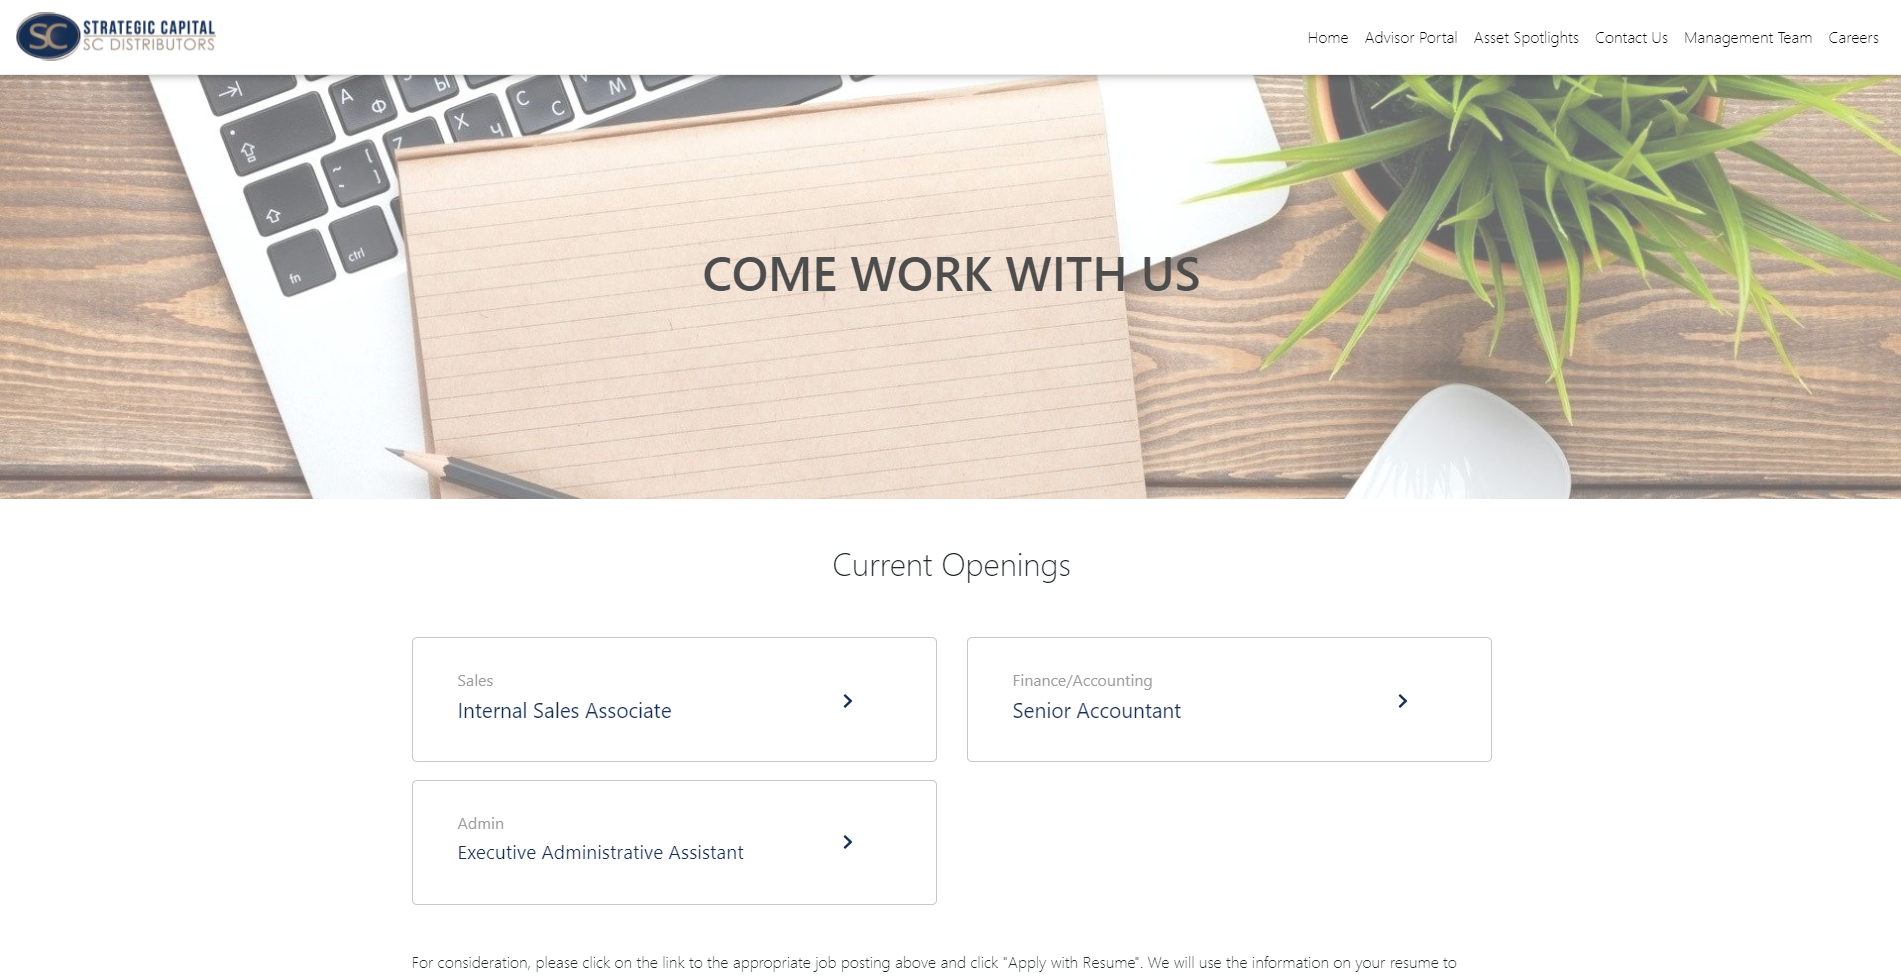 SC STRATEGIC CAPITAL
SC DISTRIBUTORS
Home Advisor Portal Asset Spotlights Contact Us Management Team Careers
А Ф Ы
Z X Ч C С М
[ ]
~
fn ctrl
COME WORK WITH US
Current Openings
Sales
Internal Sales Associate
Finance/Accounting
Senior Accountant
Admin
Executive Administrative Assistant
For consideration, please click on the link to the appropriate job posting above and click "Apply with Resume". We will use the information on your resume to